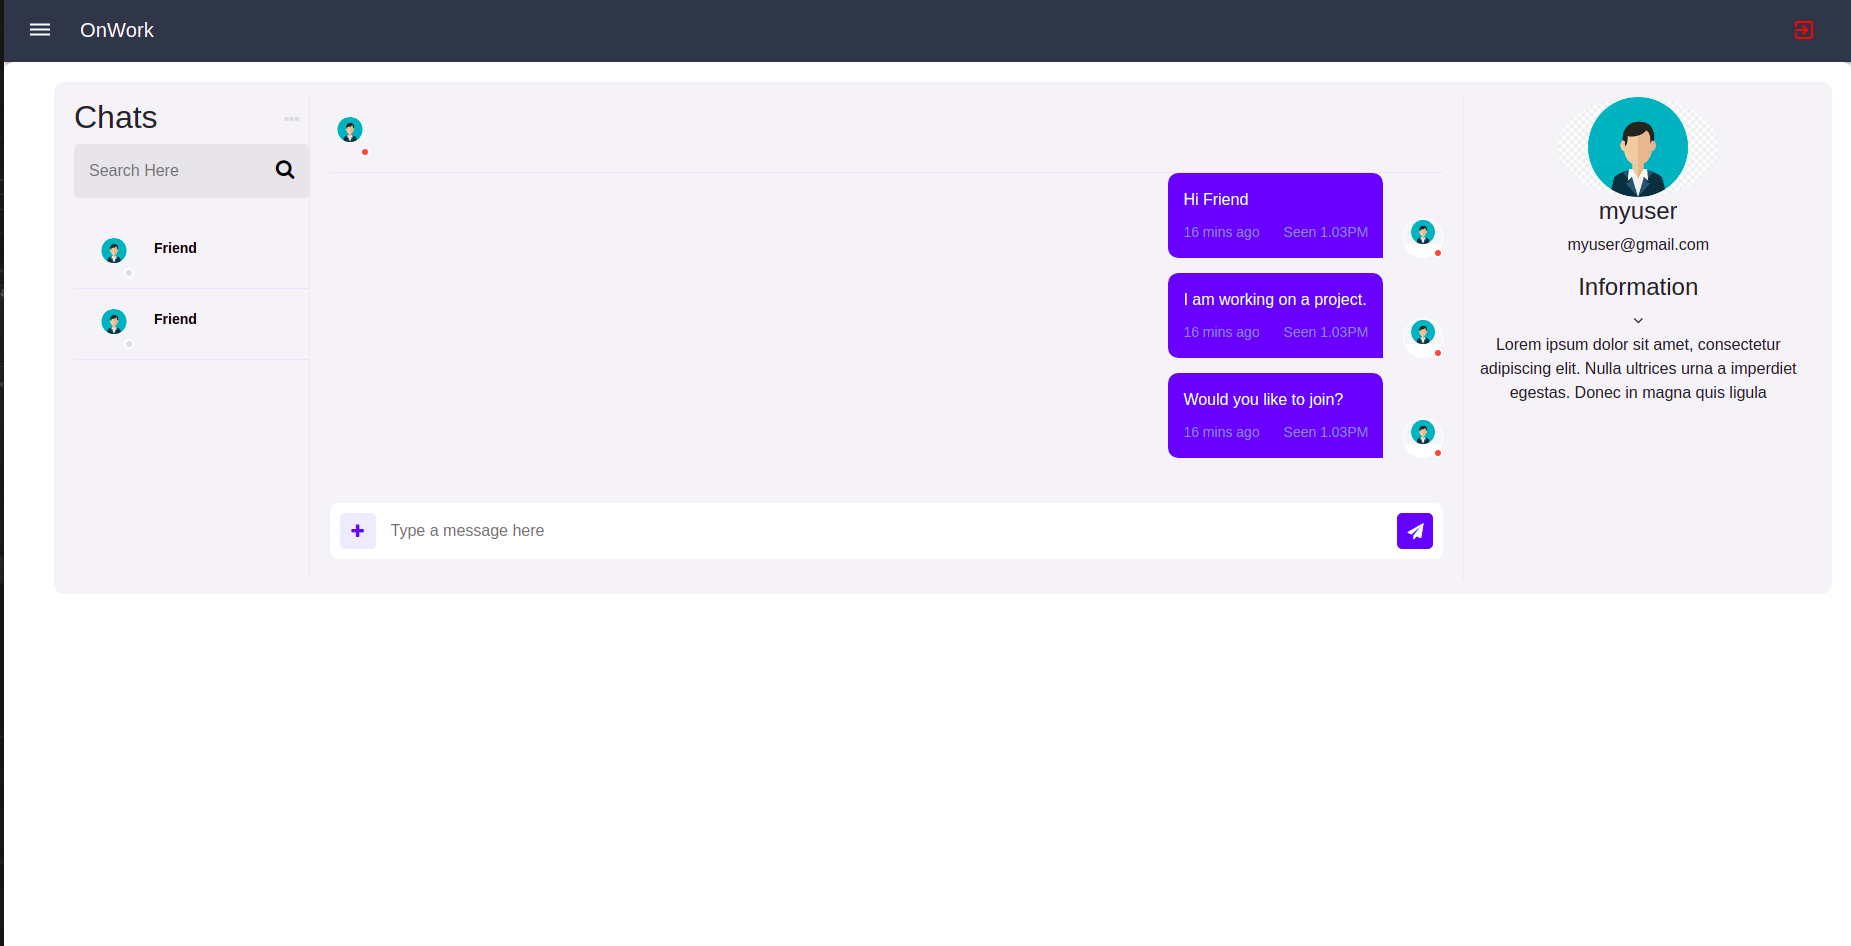 OnWork
Chats
Search Here
Friend
Friend
Hi Friend
16 mins ago Seen 1.03PM
I am working on a project.
16 mins ago Seen 1.03PM
Would you like to join?
16 mins ago Seen 1.03PM
Type a message here
myuser
myuser@gmail.com
Information
Lorem ipsum dolor sit amet, consectetur
adipiscing elit. Nulla ultrices urna a imperdiet
egestas. Donec in magna quis ligula